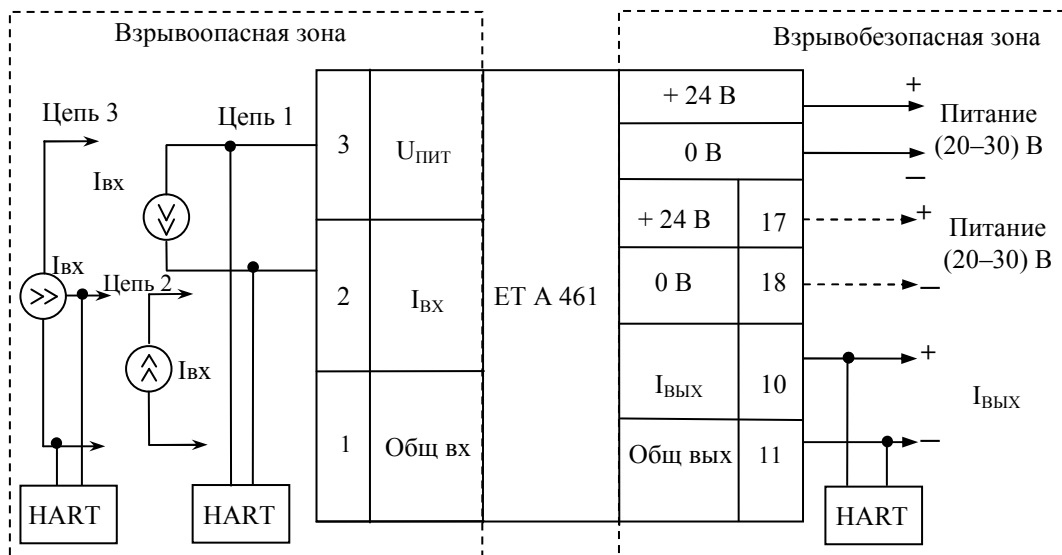 Взрывоопасная зона
Взрывобезопасная зона
Цепь 3
Цепь 1
Iвх
Iвх
Цепь 2
Iвх
3
UПИТ
2
IВХ
1
Общ вх
ЕТ А 461
+ 24 В
0 В
+ 24 В
17
0 В
18
IВЫХ
10
Общ вых
11
+
Питание
(20–30) В
–
+
Питание
(20–30) В
–
+
IВЫХ
–
HART
HART
HART